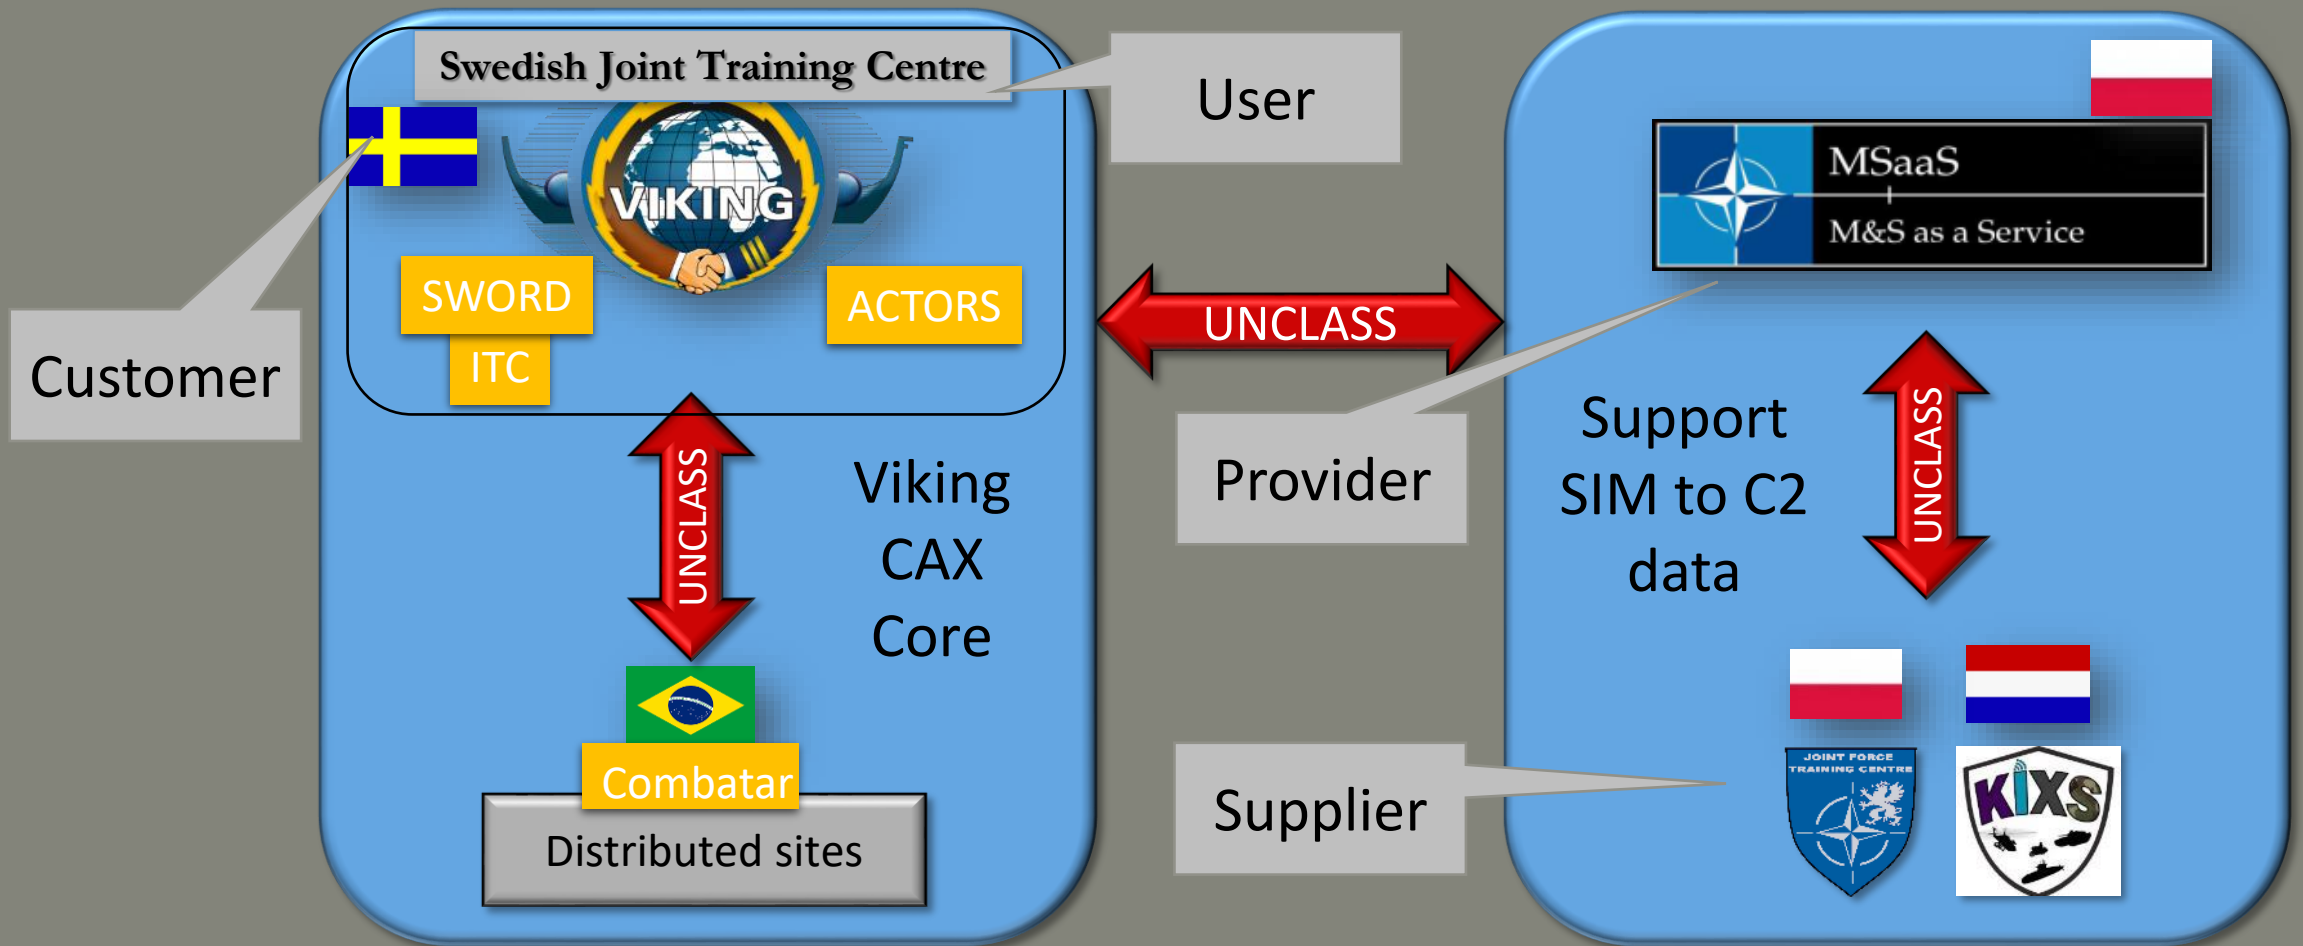 Swedish Joint Training Centre
VIKING
SWORD
ITC
ACTORS
Customer
User
UNCLASS
UNCLASS
Viking
CAX
Core
Combatar
Distributed sites
MSaaS
M&S as a Service
Provider
Support
SIM to C2
data
UNCLASS
Supplier
JOINT FORCE
TRAINING CENTRE
KIXS